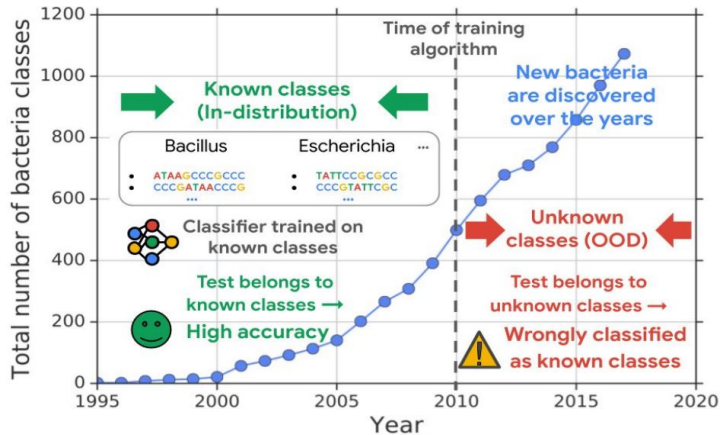 1200
1000
800
600
400
200
0
Total number of bacteria classes
Time of training
algorithm
Known classes
(In-distribution)
Bacillus
Escherichia
...
ATAAGCCCGCCC
CCCGATAACCCG
...
TATTCCGCGCC
CCCGTATTCGC
...
Classifier trained on
known classes
Test belongs to
known classes →
High accuracy
New bacteria
are discovered
over the years
Unknown
classes (OOD)
Test belongs to
unknown classes →
!
Wrongly classified
as known classes
1995
2000
2005
2010
2015
2020
Year